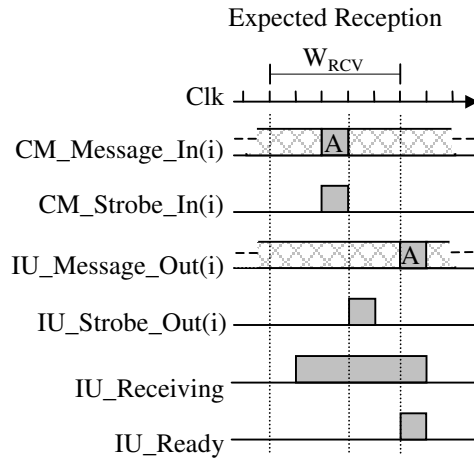 Expected Reception
W_RCV
Clk
CM_Message_In(i)
A
CM_Strobe_In(i)
IU_Message_Out(i)
A
IU_Strobe_Out(i)
IU_Receiving
IU_Ready